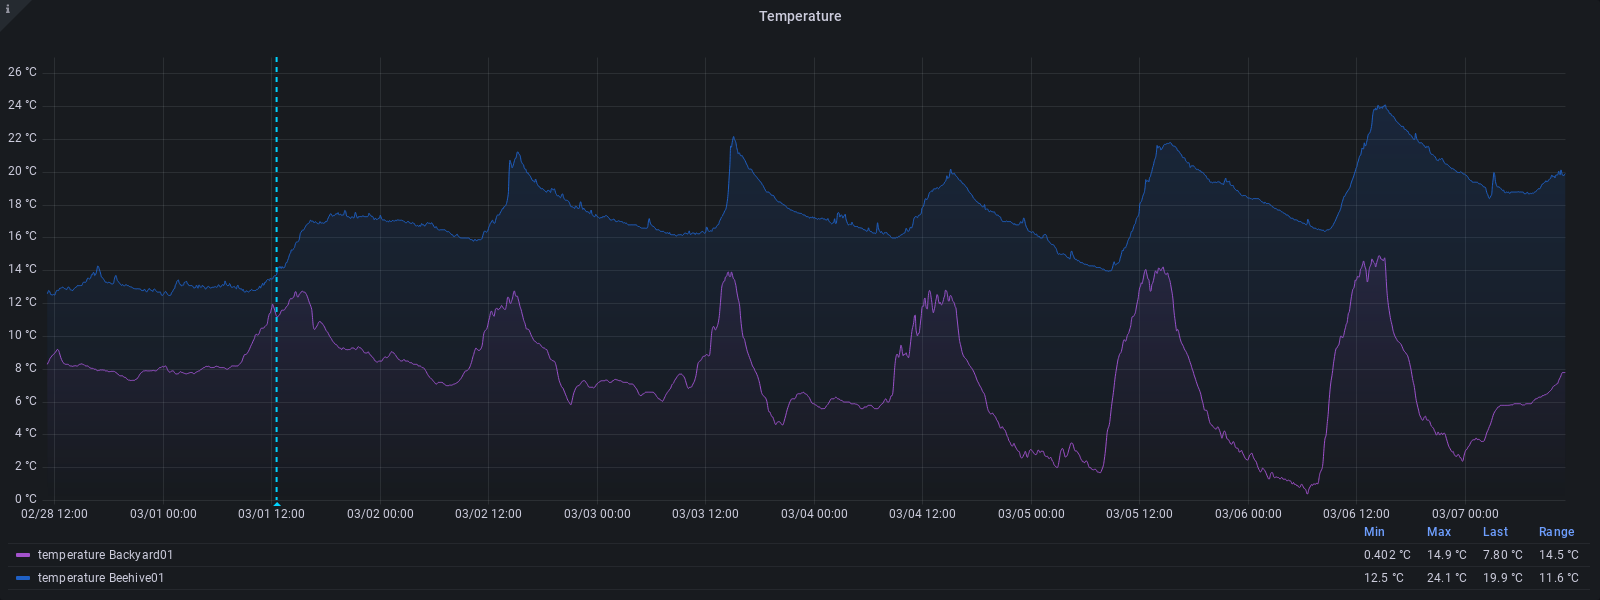 i
Temperature
26 °C
24 °C
22 °C
20 °C
18 °C
16 °C
14 °C
12 °C
10 °C
8 °C
6 °C
4 °C
2 °C
0 °C
02/28 12:00 03/01 00:00 03/01 12:00 03/02 00:00 03/02 12:00 03/03 00:00 03/03 12:00 03/04 00:00 03/04 12:00 03/05 00:00 03/05 12:00 03/06 00:00 03/06 12:00 03/07 00:00
Min Max Last Range
temperature Backyard01 0.402 °C 14.9 °C 7.80 °C 14.5 °C
temperature Beehive01 12.5 °C 24.1 °C 19.9 °C 11.6 °C